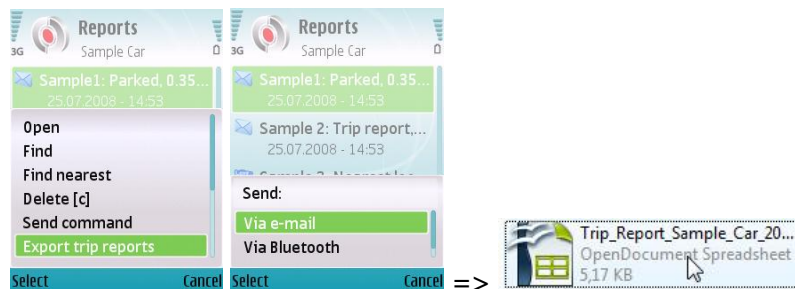 Reports
3G
Sample Car
Sample1: Parked, 0.35...
25.07.2008 - 14:53
Open
Find
Find nearest
Delete [c]
Send command
Export trip reports
Select Cancel
Reports
3G
Sample Car
Sample1: Parked, 0.35...
25.07.2008 - 14:53
Sample 2: Trip report,...
25.07.2008 - 14:53
Send:
Via e-mail
Via Bluetooth
Select Cancel
=>
Trip_Report_Sample_Car_20...
OpenDocument Spreadsheet
5,17 KB